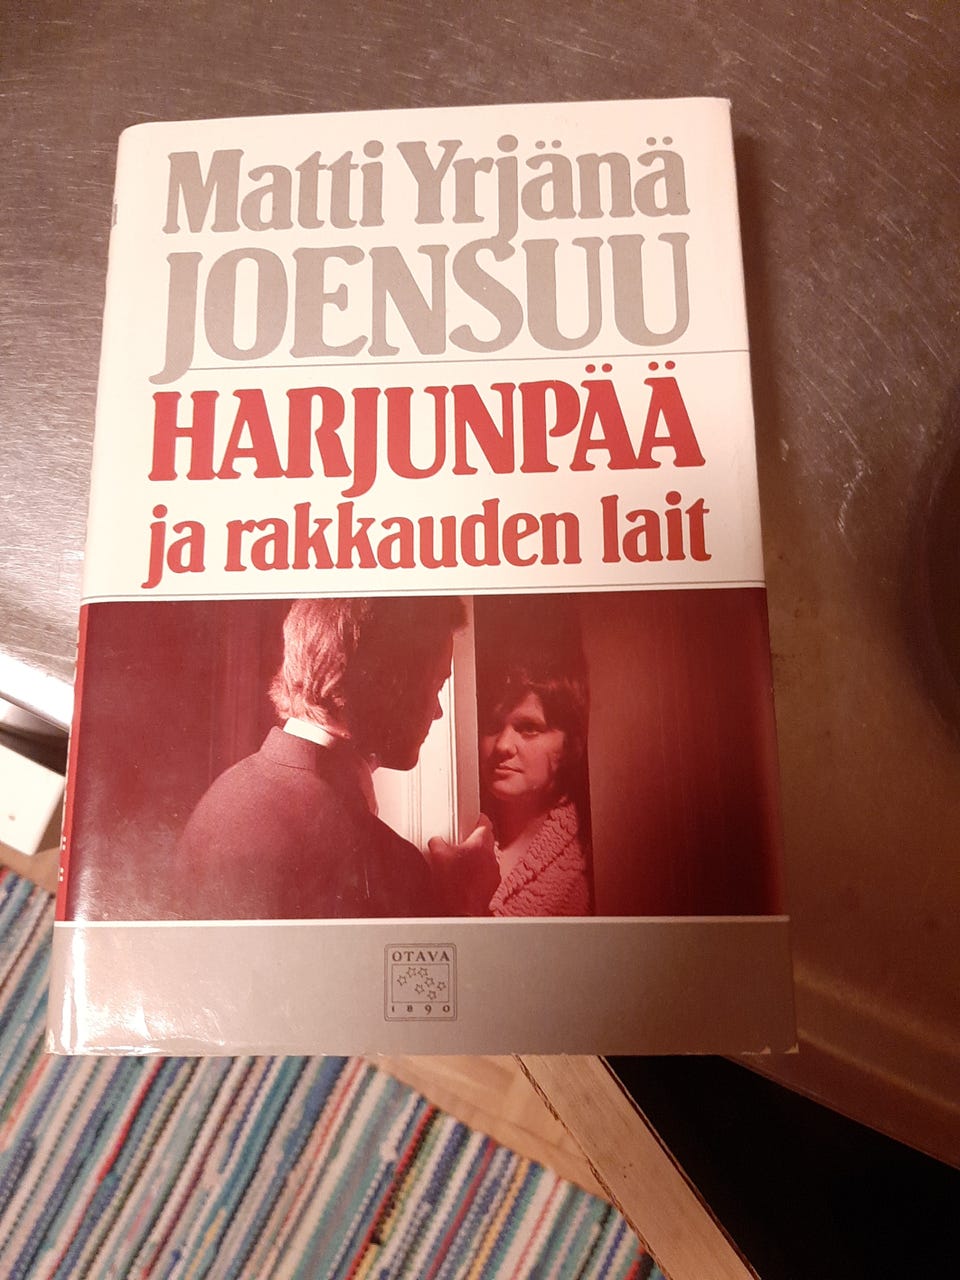 Matti Yrjänä
JOENSUU
HARJUNPÄÄ
ja rakkauden lait
OTAVA
1890